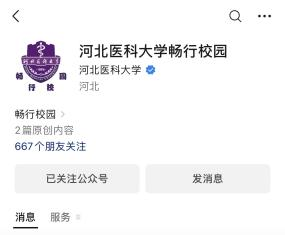 河北医科大学畅行校园
河北医科大学
河北
畅行校园
畅行校园
2篇原创内容
667个朋友关注
已关注公众号
发消息
消息
服务